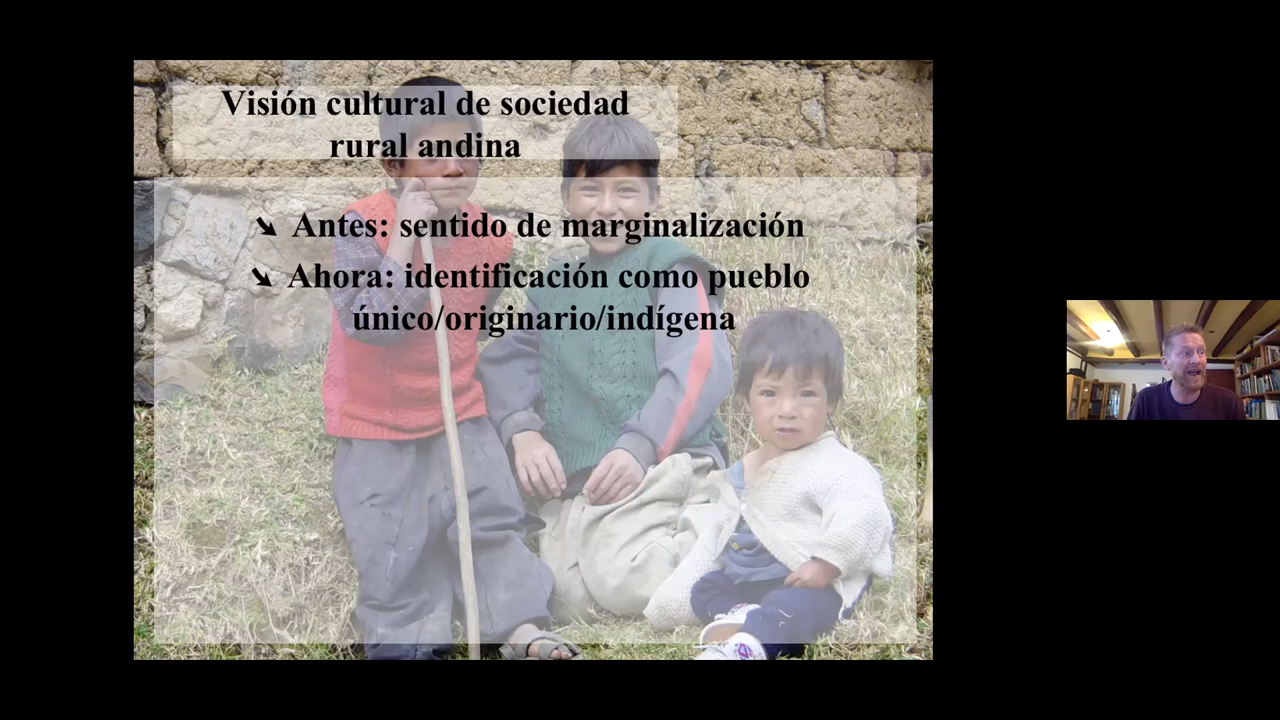 Visión cultural de sociedad
rural andina
➘ Antes: sentido de marginalización
➘ Ahora: identificación como pueblo
único/originario/indígena